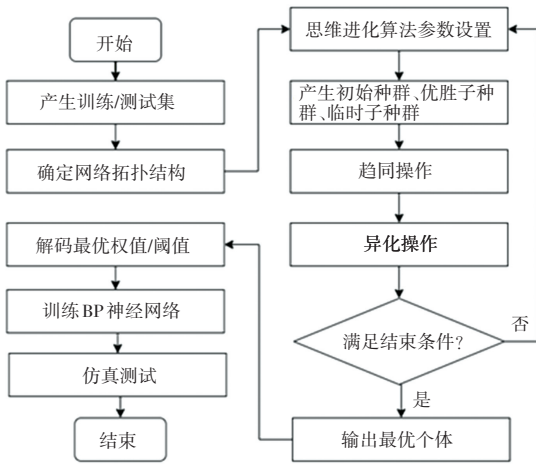 开始
产生训练/测试集
确定网络拓扑结构
思维进化算法参数设置
产生初始种群、优胜子种
群、临时子种群
趋同操作
异化操作
满足结束条件?
否
是
输出最优个体
解码最优权值/阈值
训练BP神经网络
仿真测试
结束